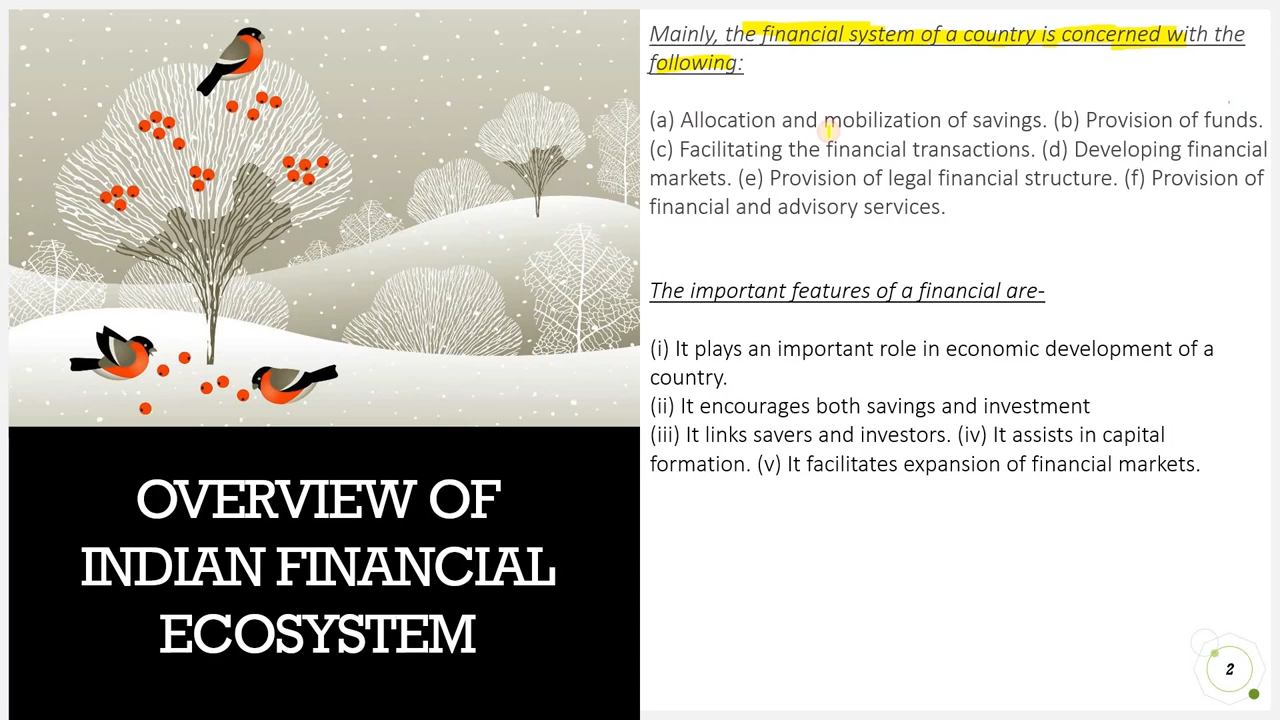 Mainly, the financial system of a country is concerned with the
following:
(a) Allocation and mobilization of savings. (b) Provision of funds.
(c) Facilitating the financial transactions. (d) Developing financial
markets. (e) Provision of legal financial structure. (f) Provision of
financial and advisory services.
The important features of a financial are-
(i) It plays an important role in economic development of a
country.
(ii) It encourages both savings and investment
(iii) It links savers and investors. (iv) It assists in capital
formation. (v) It facilitates expansion of financial markets.
OVERVIEW OF
INDIAN FINANCIAL
ECOSYSTEM
2